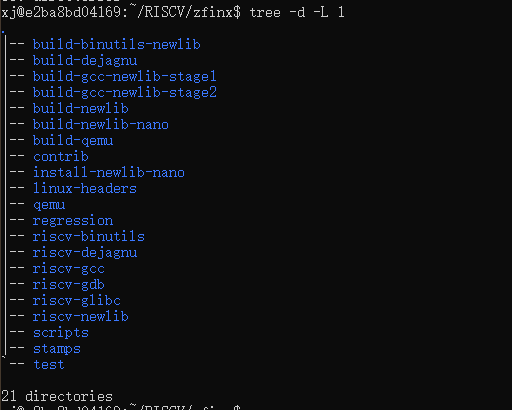 xj@e2ba8bd04169:~/RISCV/zfinx$ tree -d -L 1
.
|-- build-binutils-newlib
|-- build-dejagnu
|-- build-gcc-newlib-stage1
|-- build-gcc-newlib-stage2
|-- build-newlib
|-- build-newlib-nano
|-- build-qemu
|-- contrib
|-- install-newlib-nano
|-- linux-headers
|-- qemu
|-- regression
|-- riscv-binutils
|-- riscv-dejagnu
|-- riscv-gcc
|-- riscv-gdb
|-- riscv-glibc
|-- riscv-newlib
|-- scripts
|-- stamps
`-- test
21 directories
xj@e2ba8bd04169:~/RISCV/zfinx$